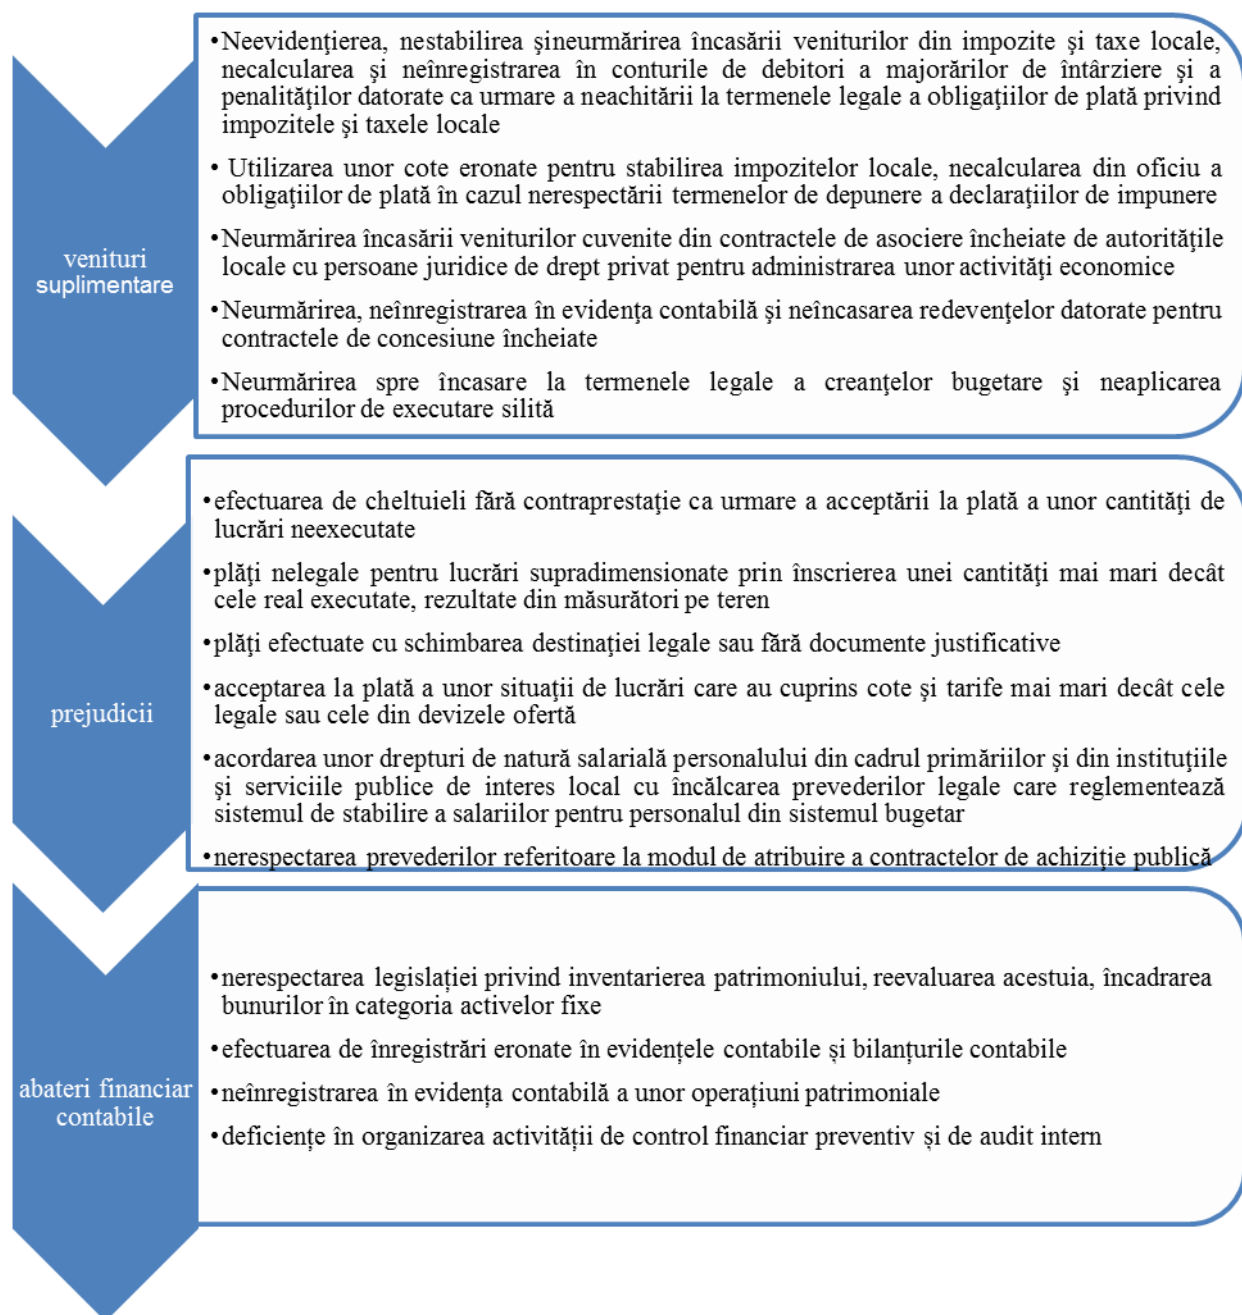 venituri
suplimentare
•Neevidenţierea, nestabilirea şineurmărirea încasării veniturilor din impozite şi taxe locale,
necalcularea şi neînregistrarea în conturile de debitori a majorărilor de întârziere şi a
penalităţilor datorate ca urmare a neachitării la termenele legale a obligaţiilor de plată privind
impozitele şi taxele locale
• Utilizarea unor cote eronate pentru stabilirea impozitelor locale, necalcularea din oficiu a
obligaţiilor de plată în cazul nerespectării termenelor de depunere a declaraţiilor de impunere
•Neurmărirea încasării veniturilor cuvenite din contractele de asociere încheiate de autorităţile
locale cu persoane juridice de drept privat pentru administrarea unor activităţi economice
•Neurmărirea, neînregistrarea în evidenţa contabilă şi neîncasarea redevenţelor datorate pentru
contractele de concesiune încheiate
•Neurmărirea spre încasare la termenele legale a creanţelor bugetare şi neaplicarea
procedurilor de executare silită
prejudicii
•efectuarea de cheltuieli fără contraprestaţie ca urmare a acceptării la plată a unor cantităţi de
lucrări neexecutate
•plăţi nelegale pentru lucrări supradimensionate prin înscrierea unei cantităţi mai mari decât
cele real executate, rezultate din măsurători pe teren
•plăţi efectuate cu schimbarea destinaţiei legale sau fără documente justificative
•acceptarea la plată a unor situaţii de lucrări care au cuprins cote şi tarife mai mari decât cele
legale sau cele din devizele ofertă
•acordarea unor drepturi de natură salarială personalului din cadrul primăriilor şi din instituţiile
şi serviciile publice de interes local cu încălcarea prevederilor legale care reglementează
sistemul de stabilire a salariilor pentru personalul din sistemul bugetar
•nerespectarea prevederilor referitoare la modul de atribuire a contractelor de achiziţie publică
abateri financiar
contabile
•nerespectarea legislației privind inventarierea patrimoniului, reevaluarea acestuia, încadrarea
bunurilor în categoria activelor fixe
•efectuarea de înregistrări eronate în evidențele contabile și bilanțurile contabile
•neînregistrarea în evidența contabilă a unor operațiuni patrimoniale
•deficiențe în organizarea activității de control financiar preventiv și de audit intern